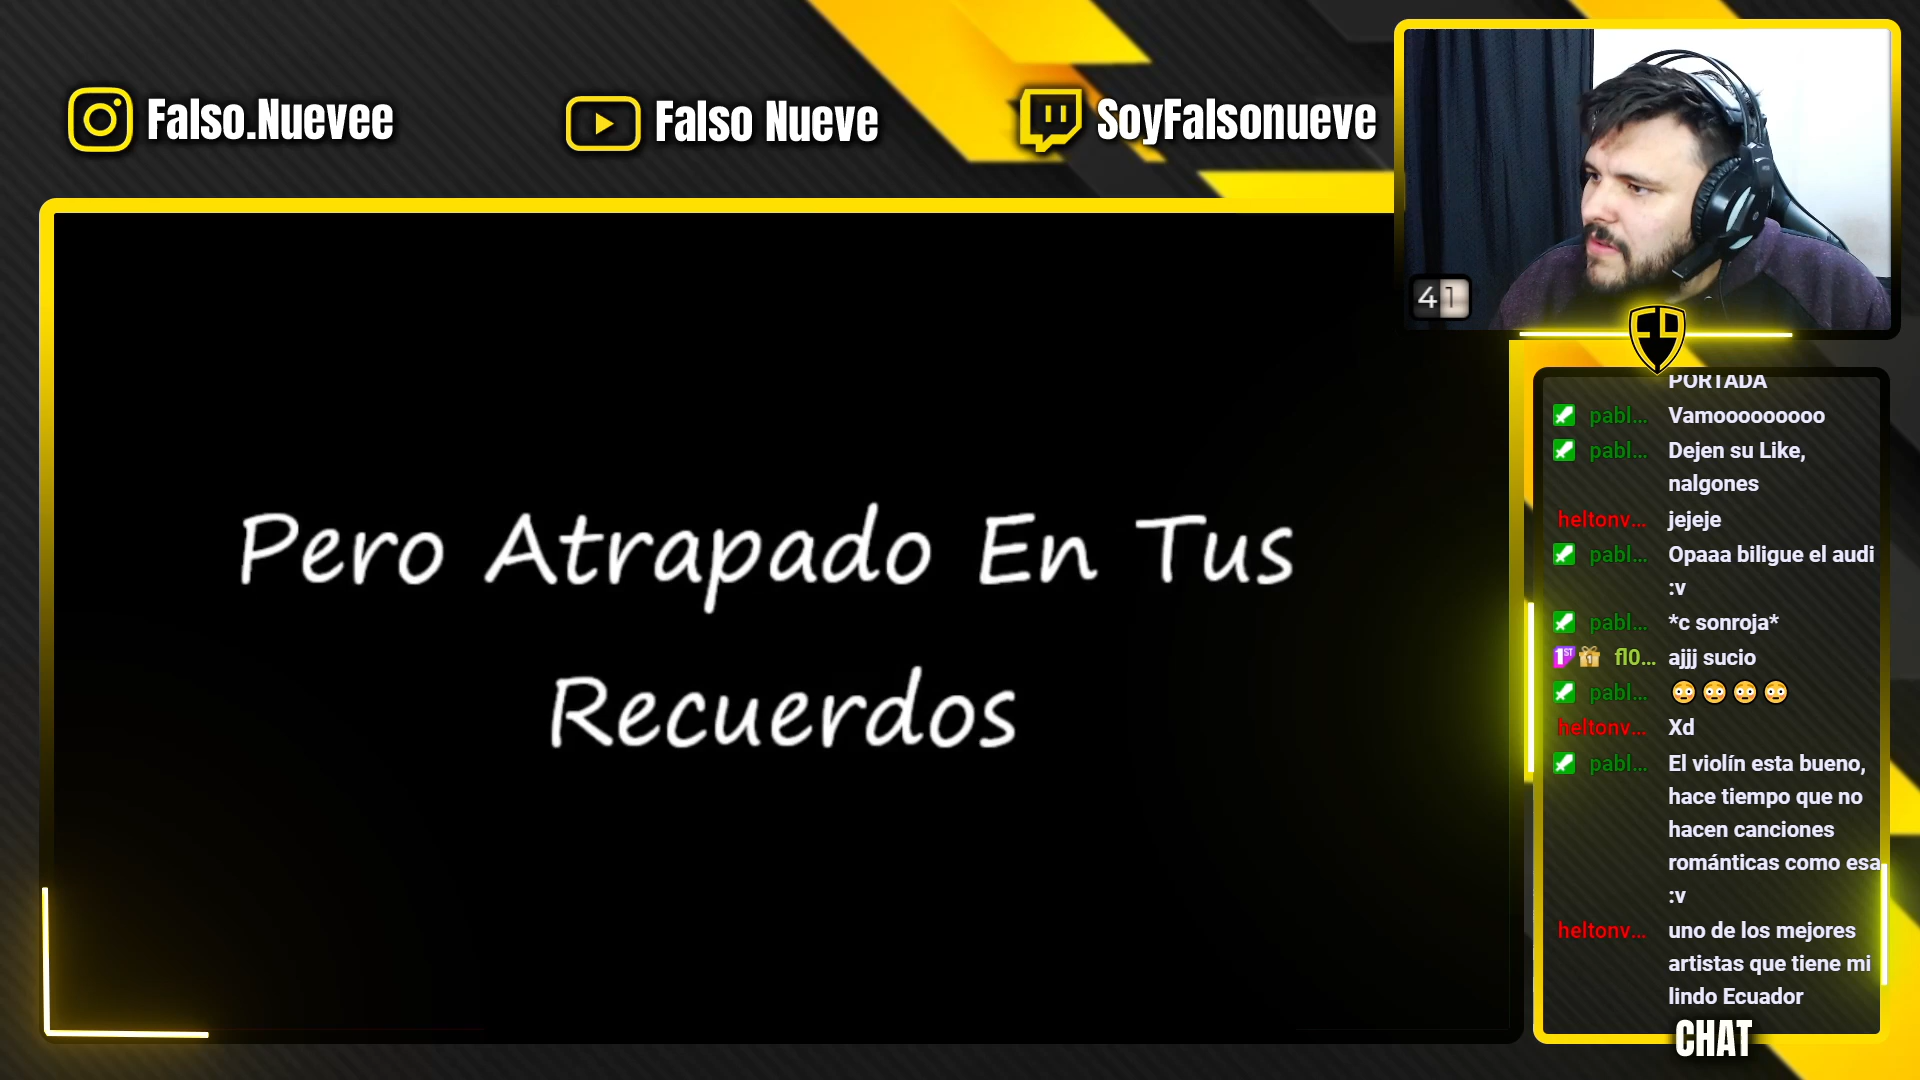 Falso.Nuevee
Falso Nueve
SoyFalsonueve
41
Pero Atrapado En Tus
Recuerdos
PORTADA
pabl... Vamooooooooo
pabl... Dejen su Like,
nalgones
heltonv... jejeje
pabl... Opaaa biligue el audi
:v
pabl... *c sonroja*
1ST 1 fl0... ajjj sucio
pabl... 😳😳😳😳
heltonv... Xd
pabl... El violín esta bueno,
hace tiempo que no
hacen canciones
románticas como esa
:v
heltonv... uno de los mejores
artistas que tiene mi
lindo Ecuador
CHAT